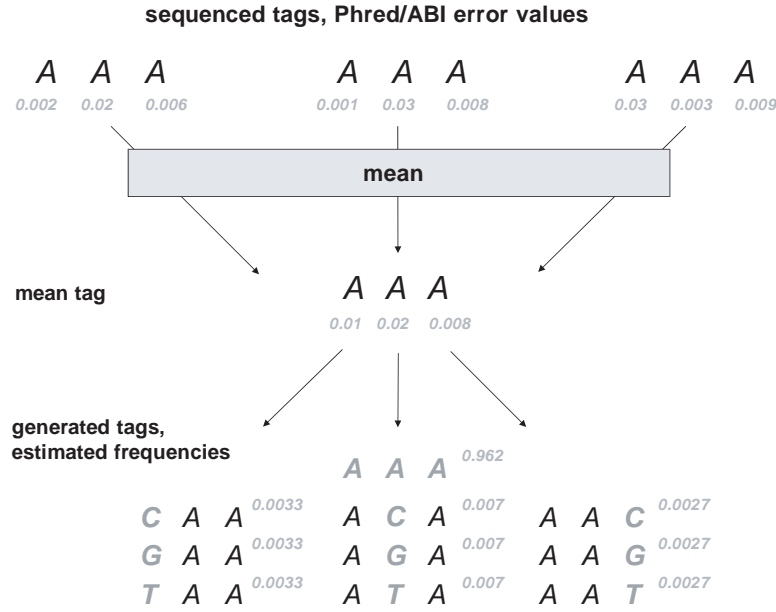 sequenced tags, Phred/ABI error values
A A A A A A A A A
0.002 0.02 0.006 0.001 0.03 0.008 0.03 0.003 0.009
mean
mean tag
A A A
0.01 0.02 0.008
generated tags,
estimated frequencies
A A A 0.962
C A A 0.0033 A C A 0.007 A A C 0.0027
G A A 0.0033 A G A 0.007 A A G 0.0027
T A A 0.0033 A T A 0.007 A A T 0.0027